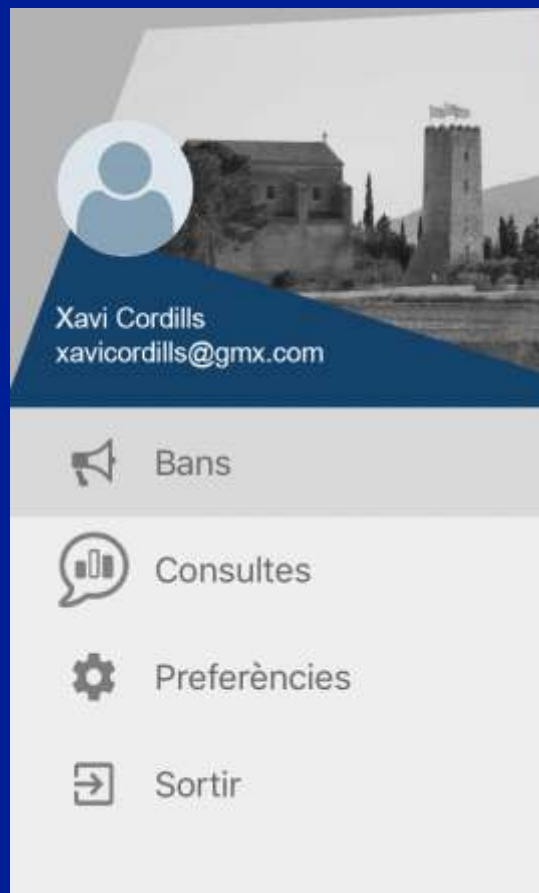 Xavi Cordills
xavicordills@gmx.com
Bans
Consultes
Preferències
Sortir